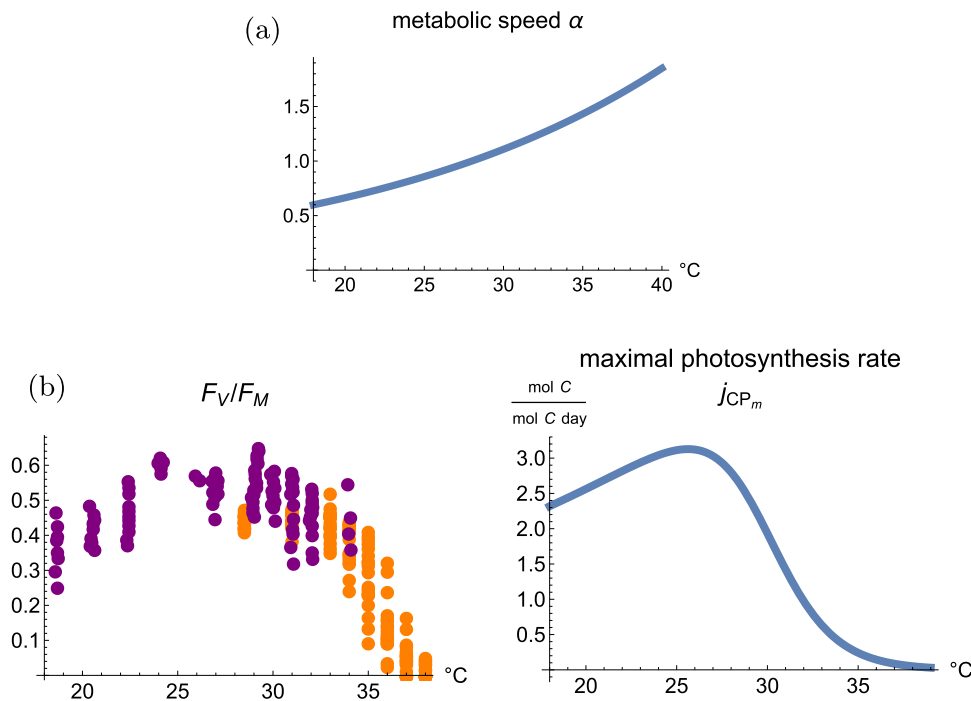 (a)
metabolic speed α
1.5
1.0
0.5
20 25 30 35 40 °C
(b)
F_V/F_M
0.6
0.5
0.4
0.3
0.2
0.1
20 25 30 35 °C
maximal photosynthesis rate
mol C
mol C day
j_CP_m
3.0
2.5
2.0
1.5
1.0
0.5
20 25 30 35 °C